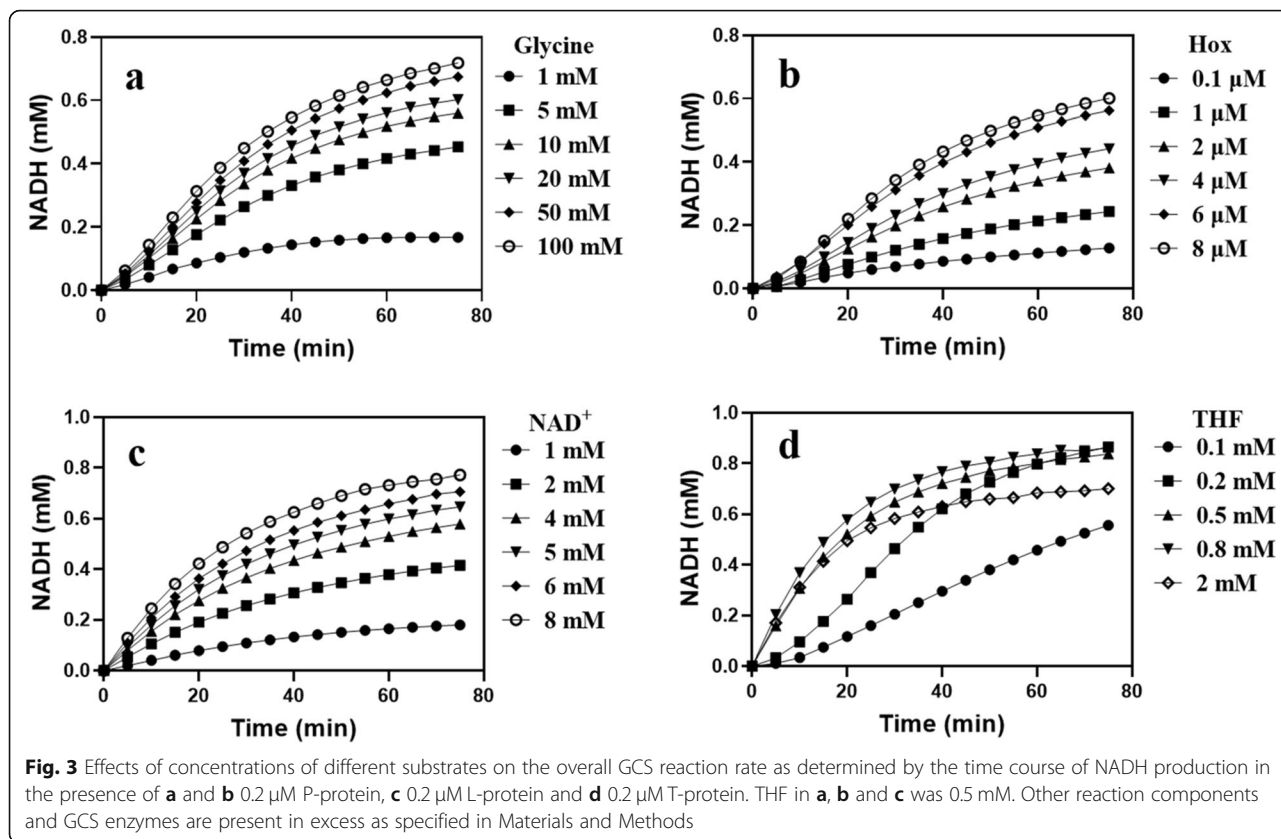 a
Glycine
1 mM
5 mM
10 mM
20 mM
50 mM
100 mM
NADH (mM)
0.8
0.6
0.4
0.2
0.0
0 20 40 60 80
Time (min)
b
Hox
0.1 μM
1 μM
2 μM
4 μM
6 μM
8 μM
NADH (mM)
0.8
0.6
0.4
0.2
0.0
0 20 40 60 80
Time (min)
c
NAD⁺
1 mM
2 mM
4 mM
5 mM
6 mM
8 mM
NADH (mM)
1.0
0.8
0.6
0.4
0.2
0.0
0 20 40 60 80
Time (min)
d
THF
0.1 mM
0.2 mM
0.5 mM
0.8 mM
2 mM
NADH (mM)
1.0
0.8
0.6
0.4
0.2
0.0
0 20 40 60 80
Time (min)
Fig. 3 Effects of concentrations of different substrates on the overall GCS reaction rate as determined by the time course of NADH production in
the presence of a and b 0.2 μM P-protein, c 0.2 μM L-protein and d 0.2 μM T-protein. THF in a, b and c was 0.5 mM. Other reaction components
and GCS enzymes are present in excess as specified in Materials and Methods